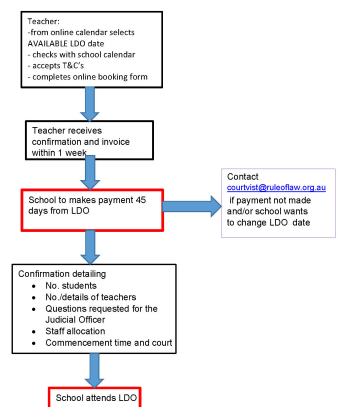 Teacher:
-from online calendar selects
AVAILABLE LDO date
- checks with school calendar
- accepts T&C's
- completes online booking form
Teacher receives
confirmation and invoice
within 1 week
School to makes payment 45
days from LDO
Contact
courtvist@ruleoflaw.org.au
if payment not made
and/or school wants
to change LDO date
Confirmation detailing
• No. students
• No./details of teachers
• Questions requested for the
Judicial Officer
• Staff allocation
• Commencement time and court
School attends LDO